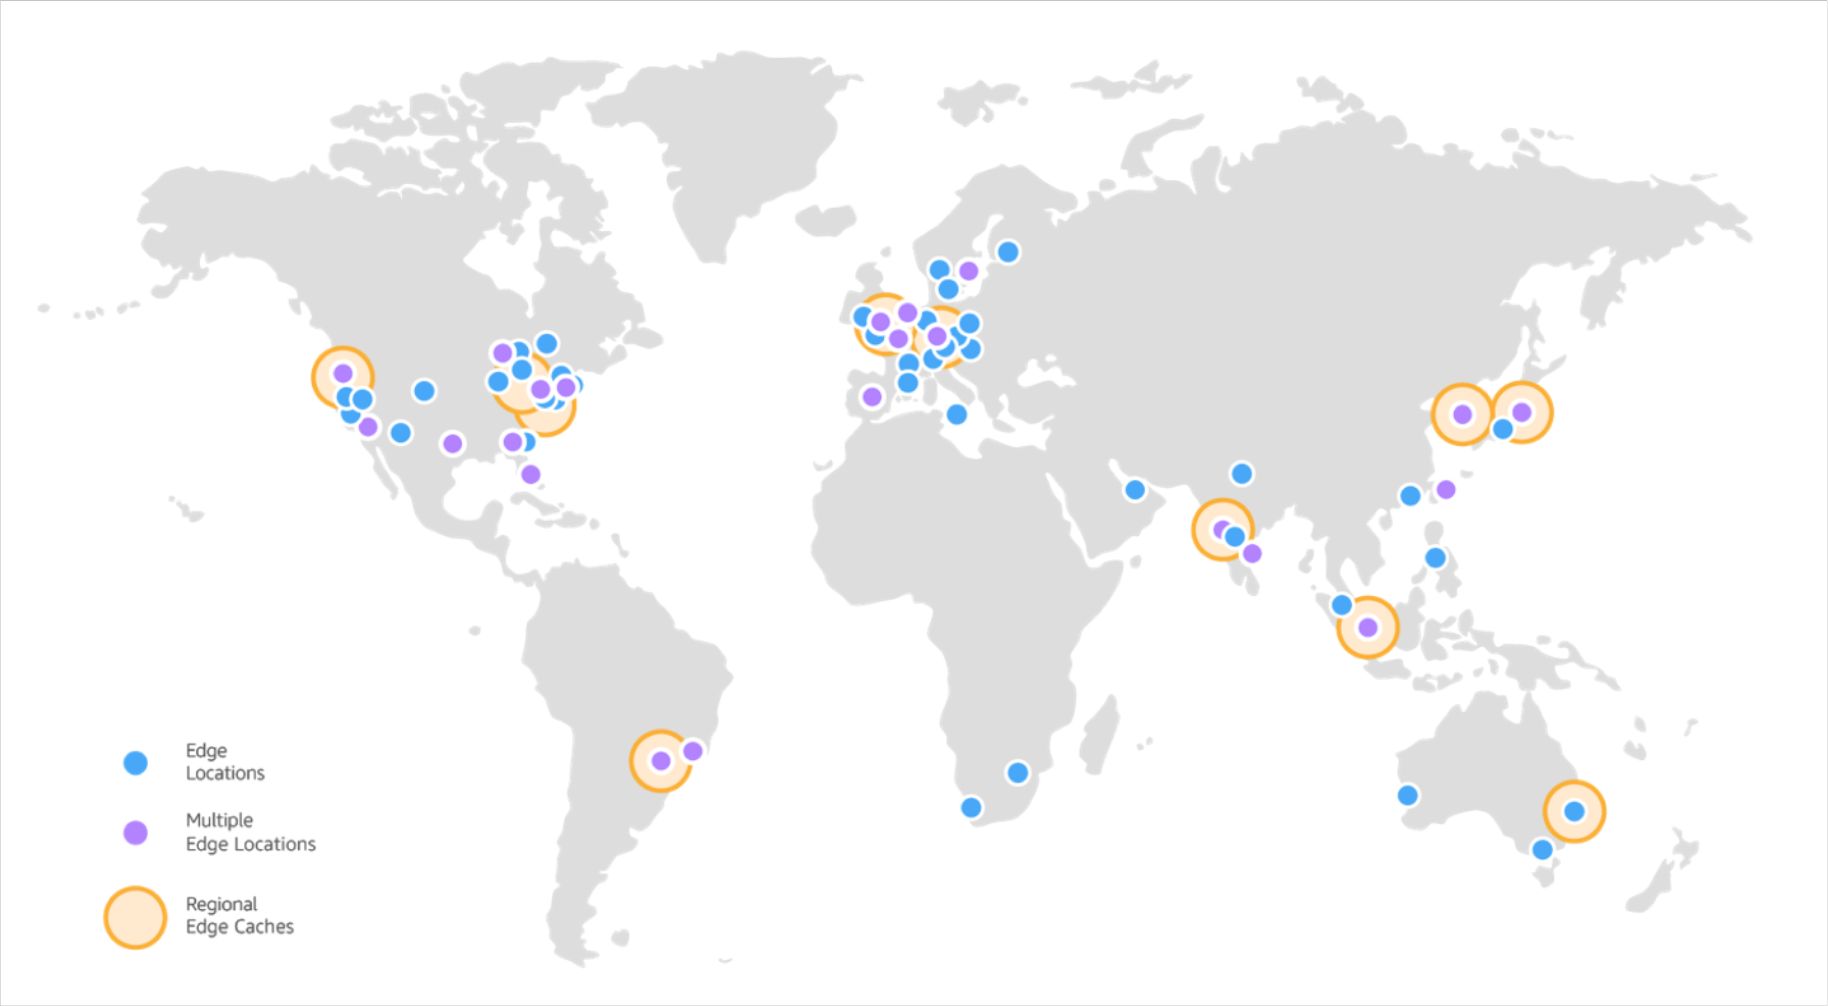 Edge
Locations
Multiple
Edge Locations
Regional
Edge Caches